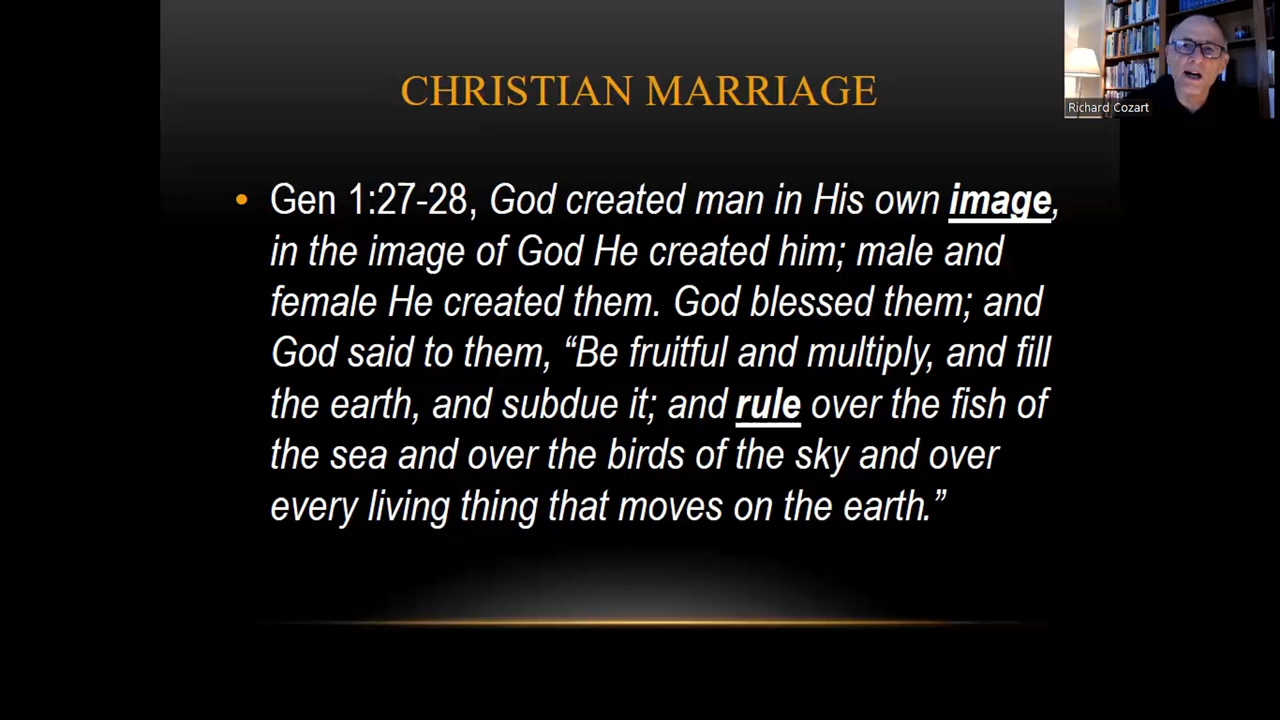 CHRISTIAN MARRIAGE
Richard Cozart
• Gen 1:27-28, God created man in His own image,
in the image of God He created him; male and
female He created them. God blessed them; and
God said to them, “Be fruitful and multiply, and fill
the earth, and subdue it; and rule over the fish of
the sea and over the birds of the sky and over
every living thing that moves on the earth.”